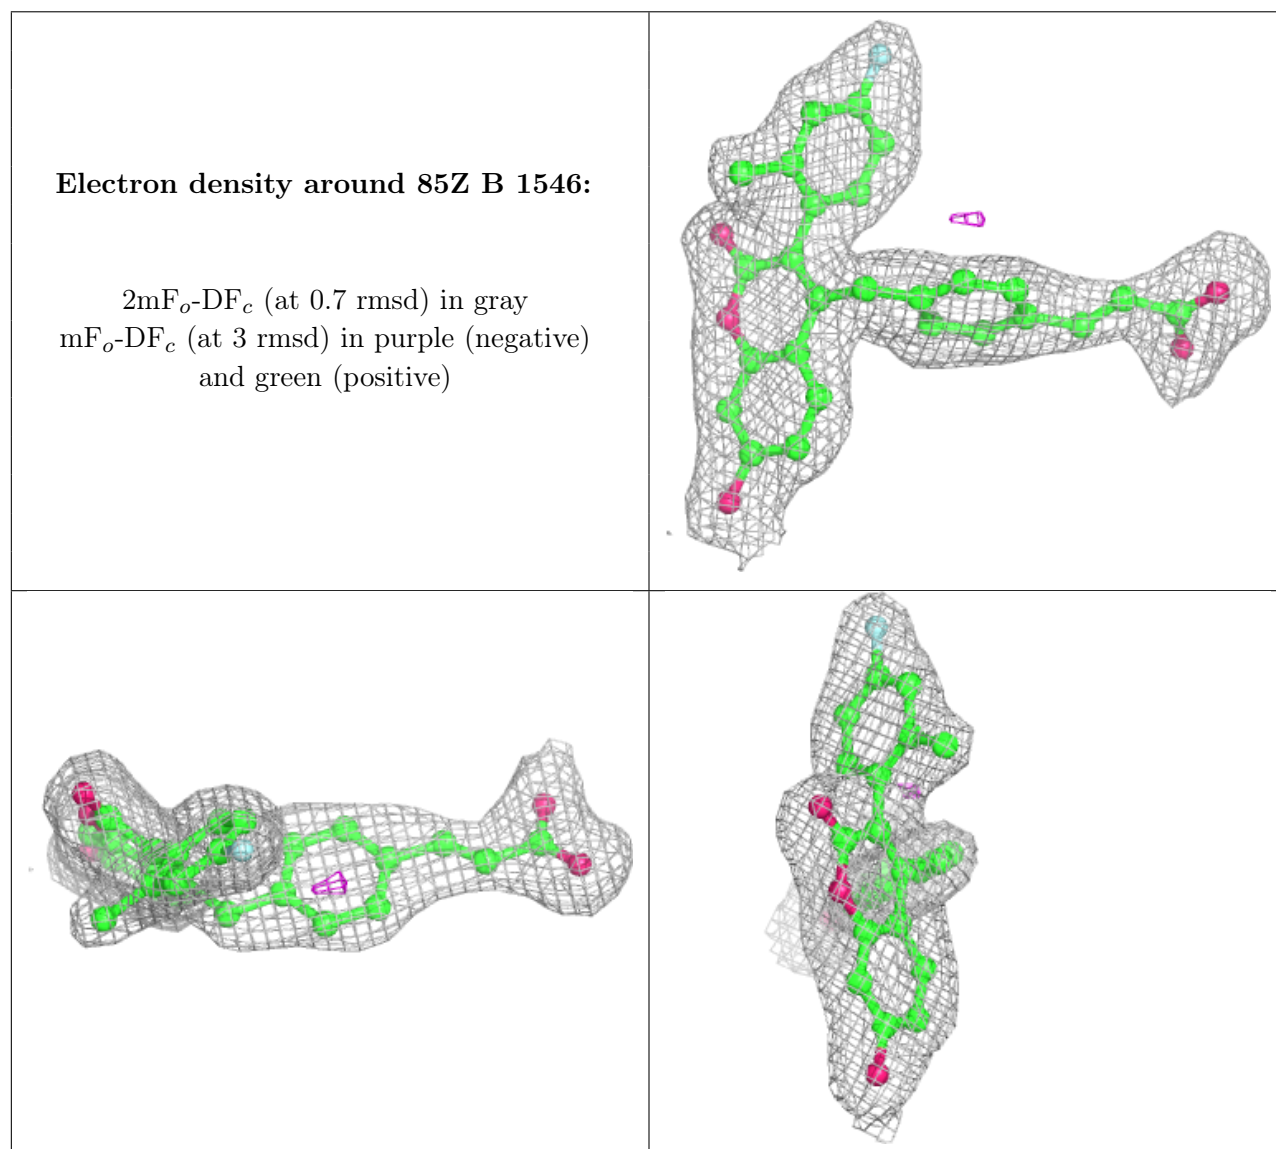 Electron density around 85Z B 1546:
2mFo-DFc (at 0.7 rmsd) in gray
mFo-DFc (at 3 rmsd) in purple (negative)
and green (positive)